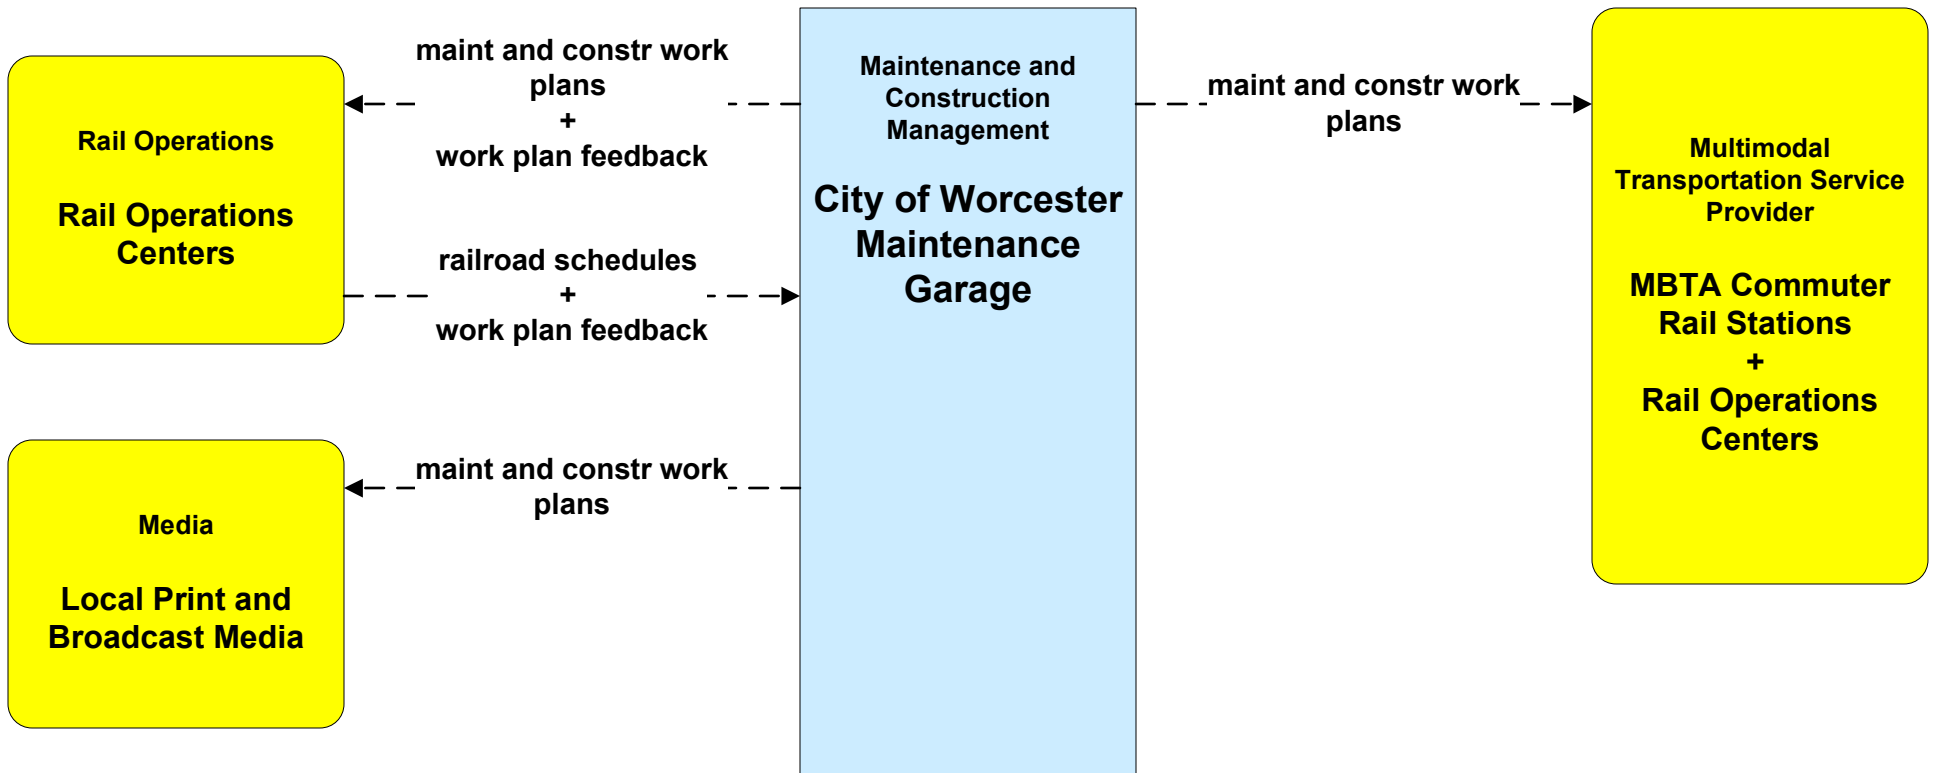 Rail Operations
Rail Operations
Centers
maint and constr work
plans
+
work plan feedback
railroad schedules
+
work plan feedback
Media
Local Print and
Broadcast Media
maint and constr work
plans
Maintenance and
Construction
Management
City of Worcester
Maintenance
Garage
maint and constr work
plans
Multimodal
Transportation Service
Provider
MBTA Commuter
Rail Stations
+
Rail Operations
Centers